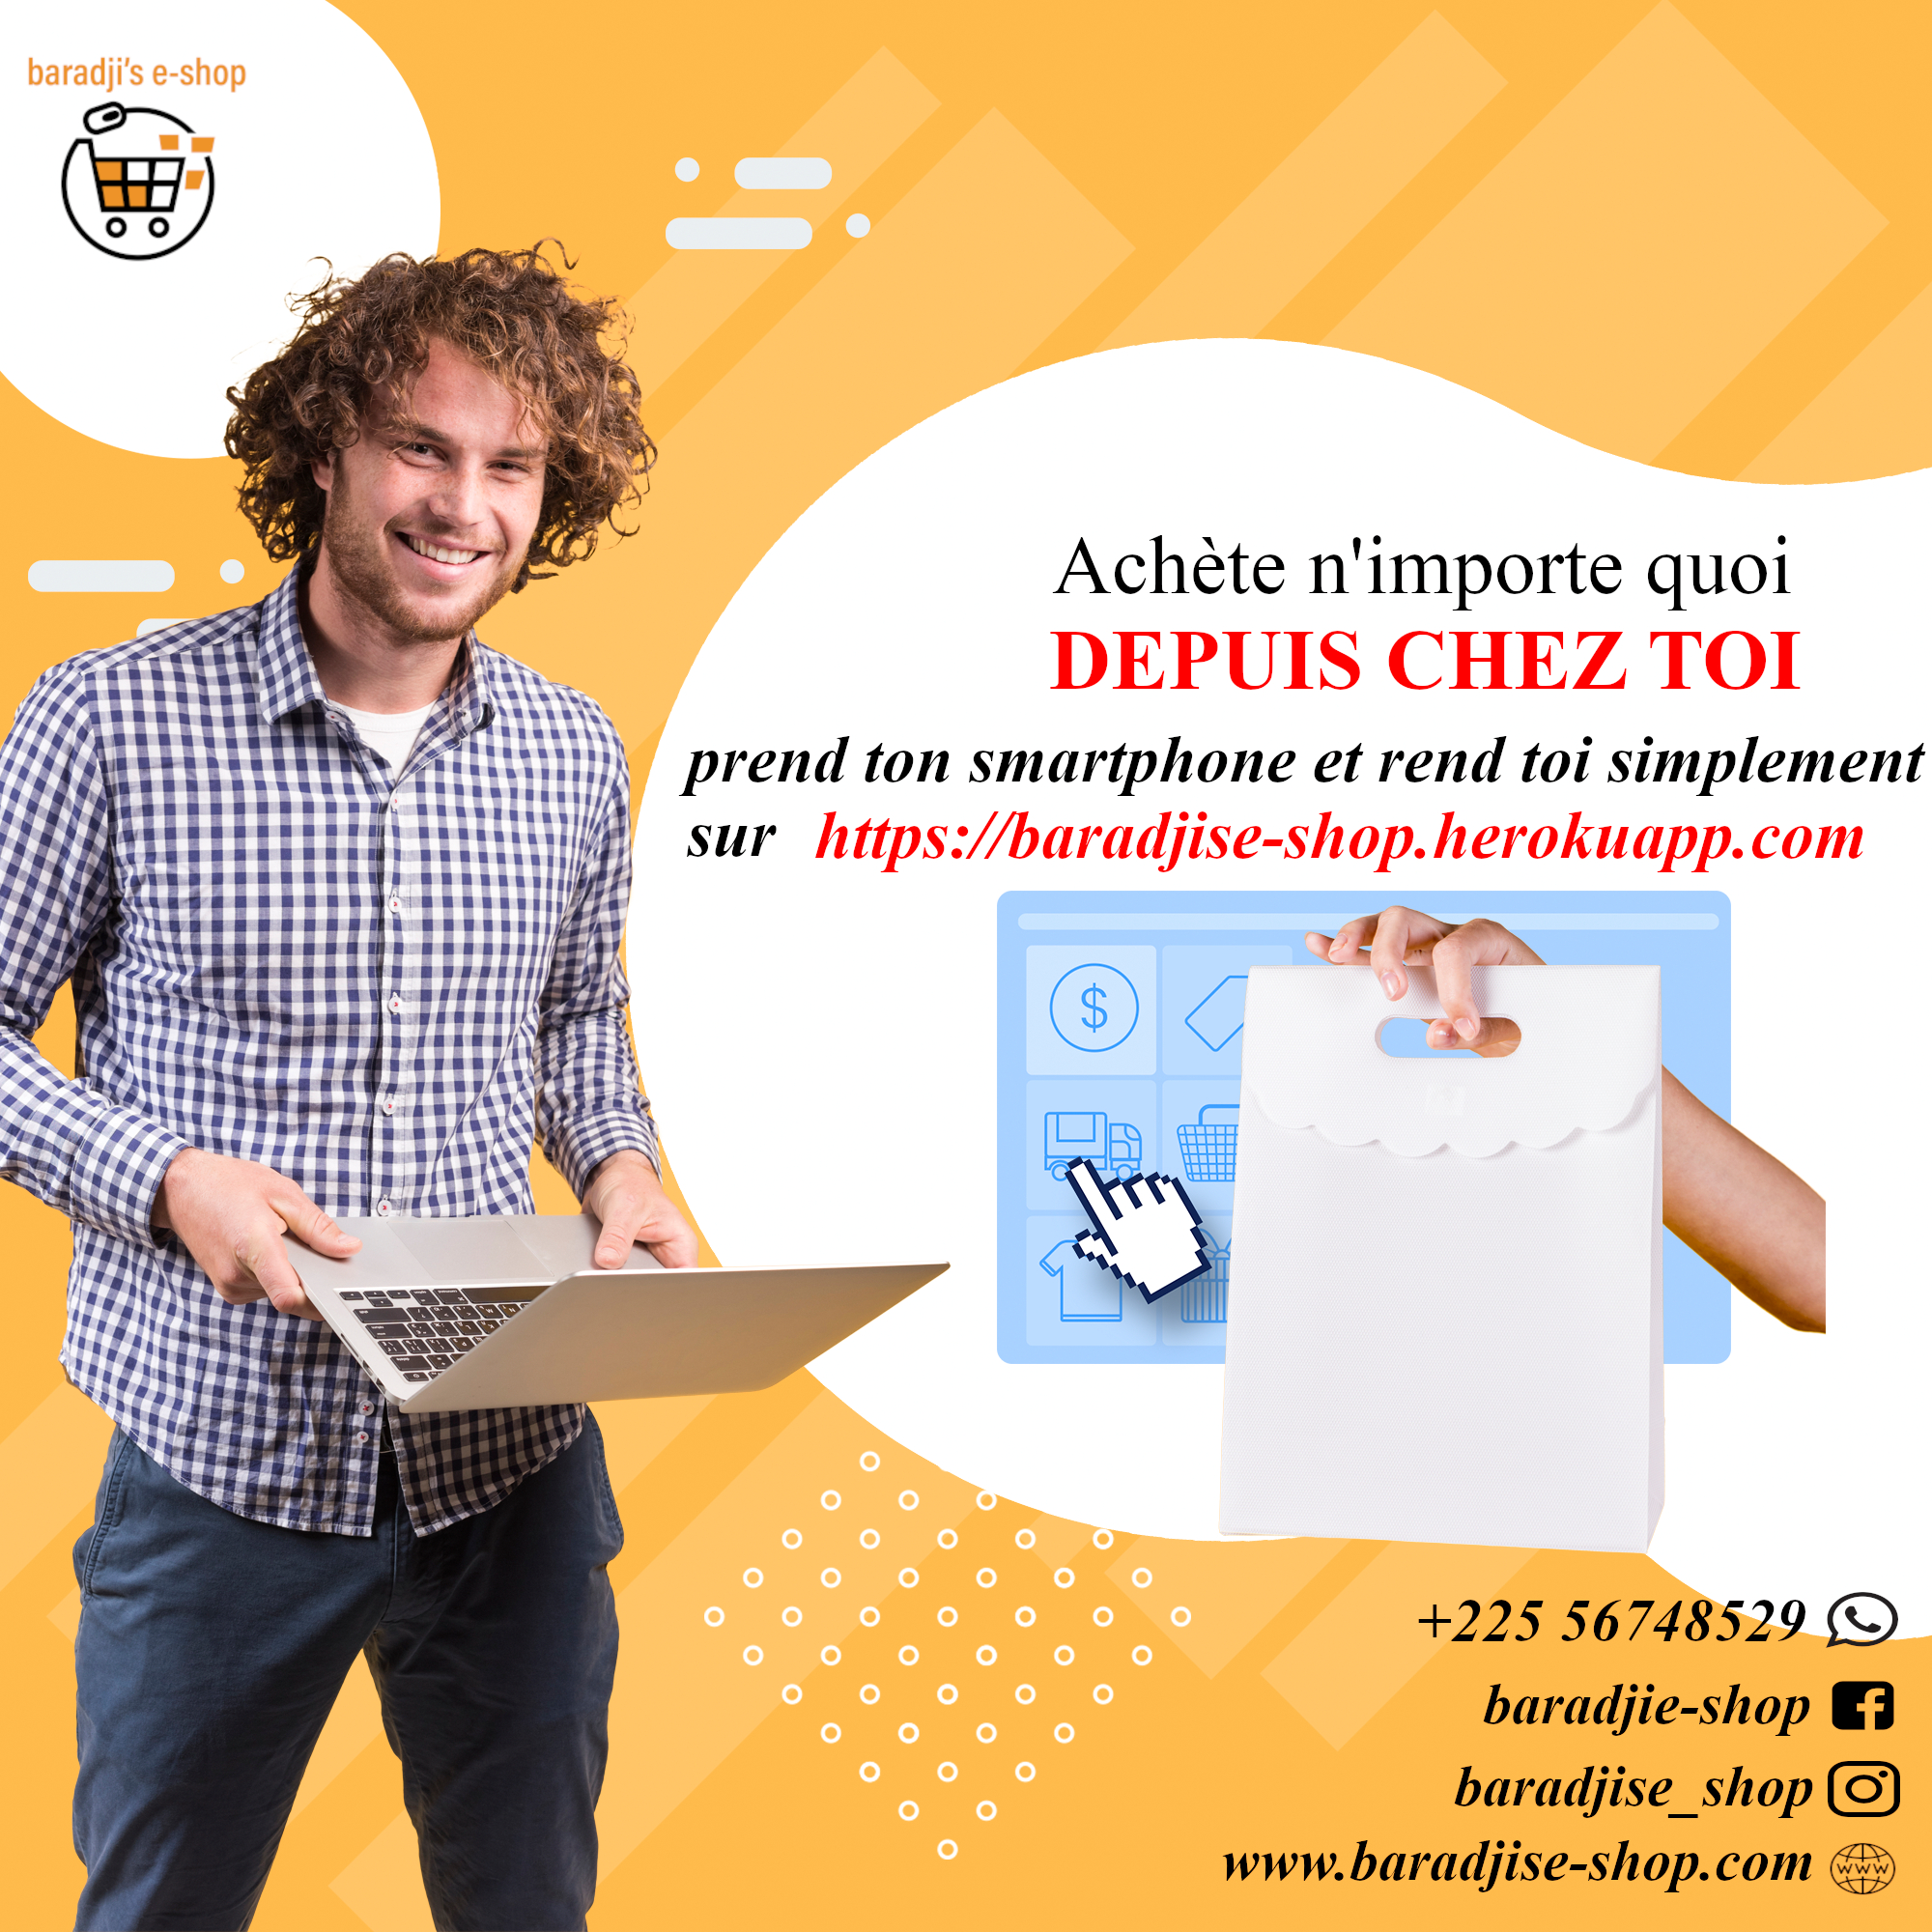 baradji's e-shop
Achète n'importe quoi
DEPUIS CHEZ TOI
prend ton smartphone et rend toi simplement
sur https://baradjise-shop.herokuapp.com
$
+225 56748529
baradjie-shop
baradjise_shop
www.baradjise-shop.com
www